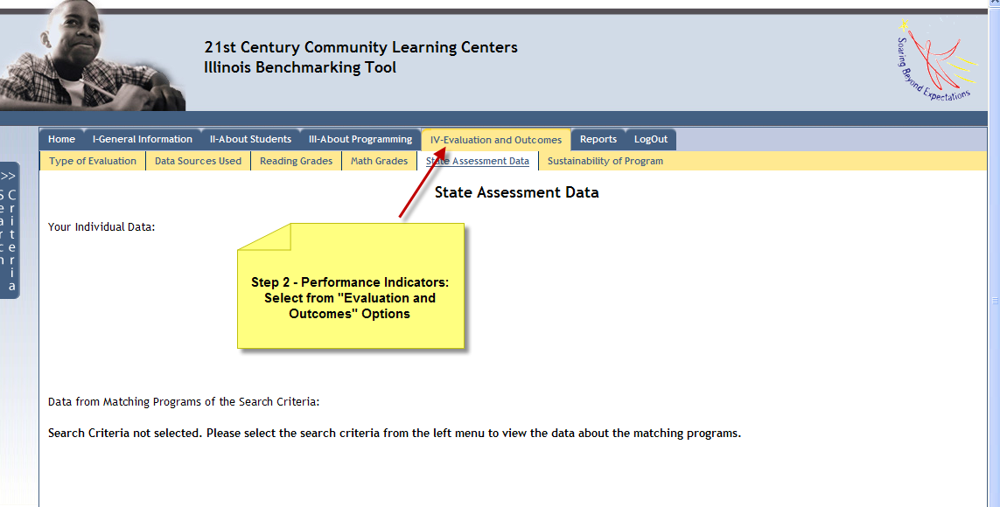 21st Century Community Learning Centers
Illinois Benchmarking Tool
Soaring Beyond Expectations
Home I-General Information II-About Students III-About Programming IV-Evaluation and Outcomes Reports LogOut
Type of Evaluation Data Sources Used Reading Grades Math Grades State Assessment Data Sustainability of Program
>>
Search
Criteria
State Assessment Data
Your Individual Data:
Step 2 - Performance Indicators:
Select from "Evaluation and
Outcomes" Options
Data from Matching Programs of the Search Criteria:
Search Criteria not selected. Please select the search criteria from the left menu to view the data about the matching programs.